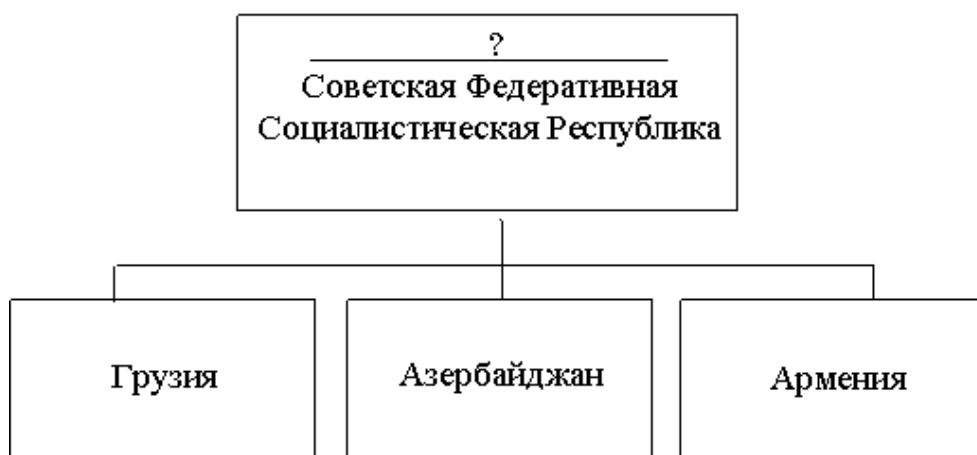 ?
Советская Федеративная
Социалистическая Республика
Грузия
Азербайджан
Армения